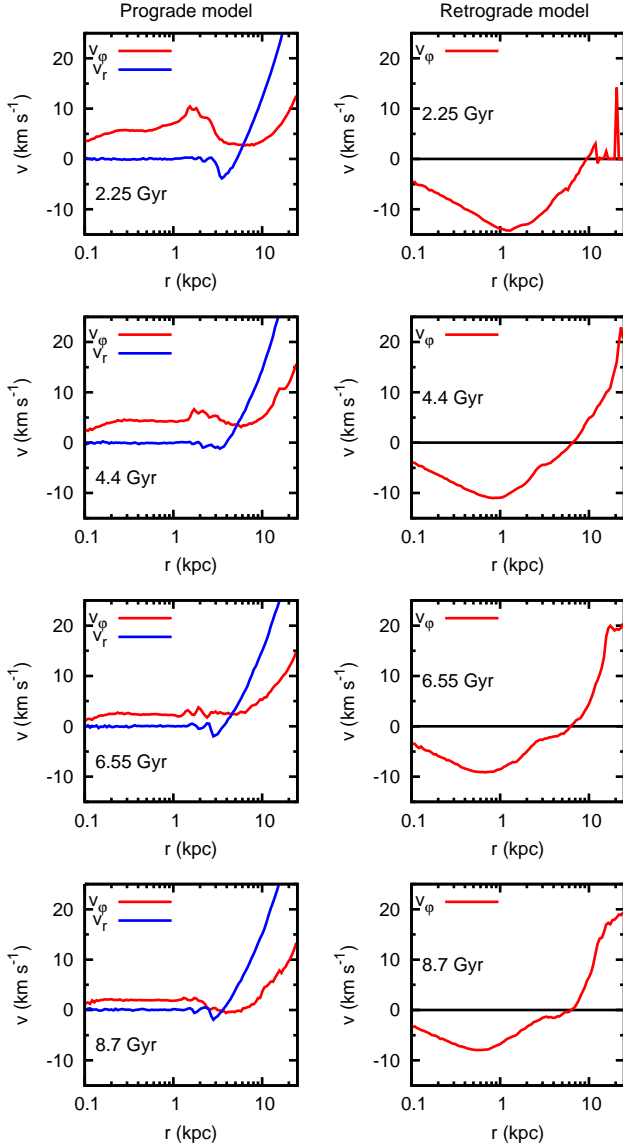 Prograde model
Retrograde model
v (km s⁻¹)
20
10
0
-10
vφ
vr
2.25 Gyr
0.1 1 10
r (kpc)
v (km s⁻¹)
20
10
0
-10
vφ
2.25 Gyr
0.1 1 10
r (kpc)
v (km s⁻¹)
20
10
0
-10
vφ
vr
4.4 Gyr
0.1 1 10
r (kpc)
v (km s⁻¹)
20
10
0
-10
vφ
4.4 Gyr
0.1 1 10
r (kpc)
v (km s⁻¹)
20
10
0
-10
vφ
vr
6.55 Gyr
0.1 1 10
r (kpc)
v (km s⁻¹)
20
10
0
-10
vφ
6.55 Gyr
0.1 1 10
r (kpc)
v (km s⁻¹)
20
10
0
-10
vφ
vr
8.7 Gyr
0.1 1 10
r (kpc)
v (km s⁻¹)
20
10
0
-10
vφ
8.7 Gyr
0.1 1 10
r (kpc)